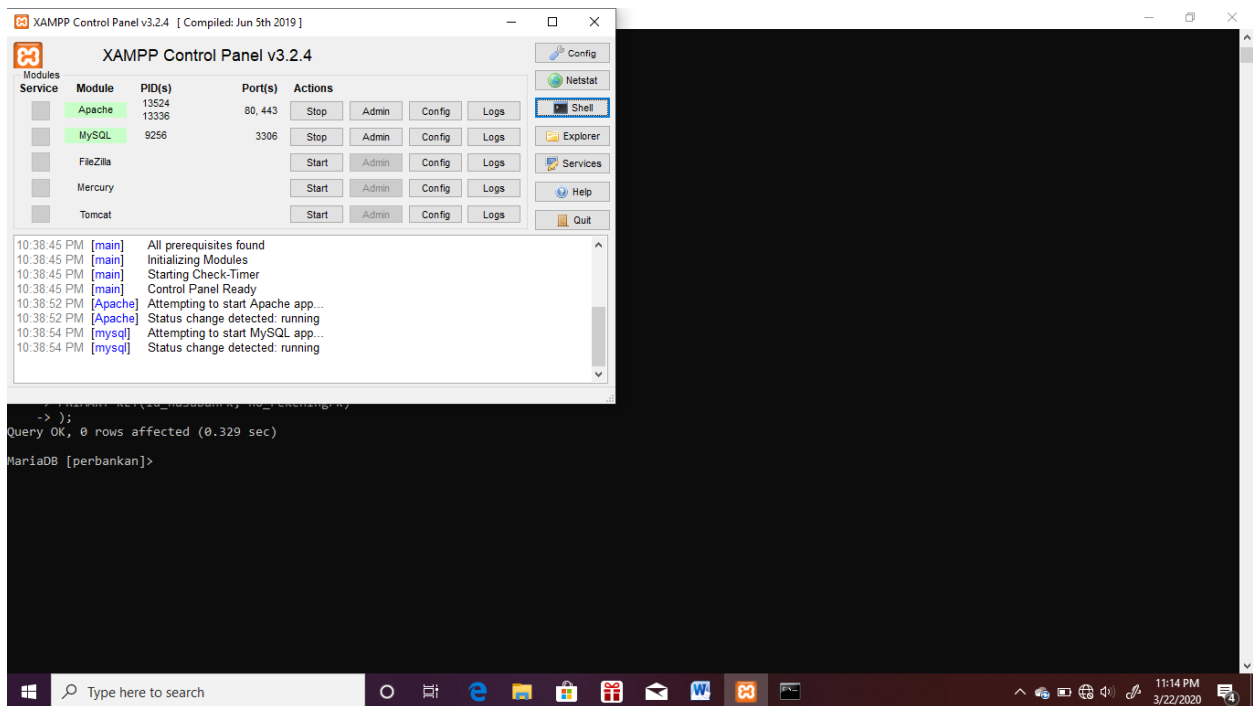 XAMPP Control Panel v3.2.4 [ Compiled: Jun 5th 2019 ]
XAMPP Control Panel v3.2.4
Config
Modules
Netstat
Service Module PID(s) Port(s) Actions
Shell
Apache 13524 13336 80, 443 Stop Admin Config Logs
MySQL 9256 3306 Stop Admin Config Logs
Explorer
FileZilla Start Admin Config Logs
Services
Mercury Start Admin Config Logs
Help
Tomcat Start Admin Config Logs
Quit
10:38:45 PM [main] All prerequisites found
10:38:45 PM [main] Initializing Modules
10:38:45 PM [main] Starting Check-Timer
10:38:45 PM [main] Control Panel Ready
10:38:52 PM [Apache] Attempting to start Apache app...
10:38:52 PM [Apache] Status change detected: running
10:38:54 PM [mysql] Attempting to start MySQL app...
10:38:54 PM [mysql] Status change detected: running
-> );
Query OK, 0 rows affected (0.329 sec)
MariaDB [perbankan]>
Type here to search
11:14 PM
3/22/2020
4